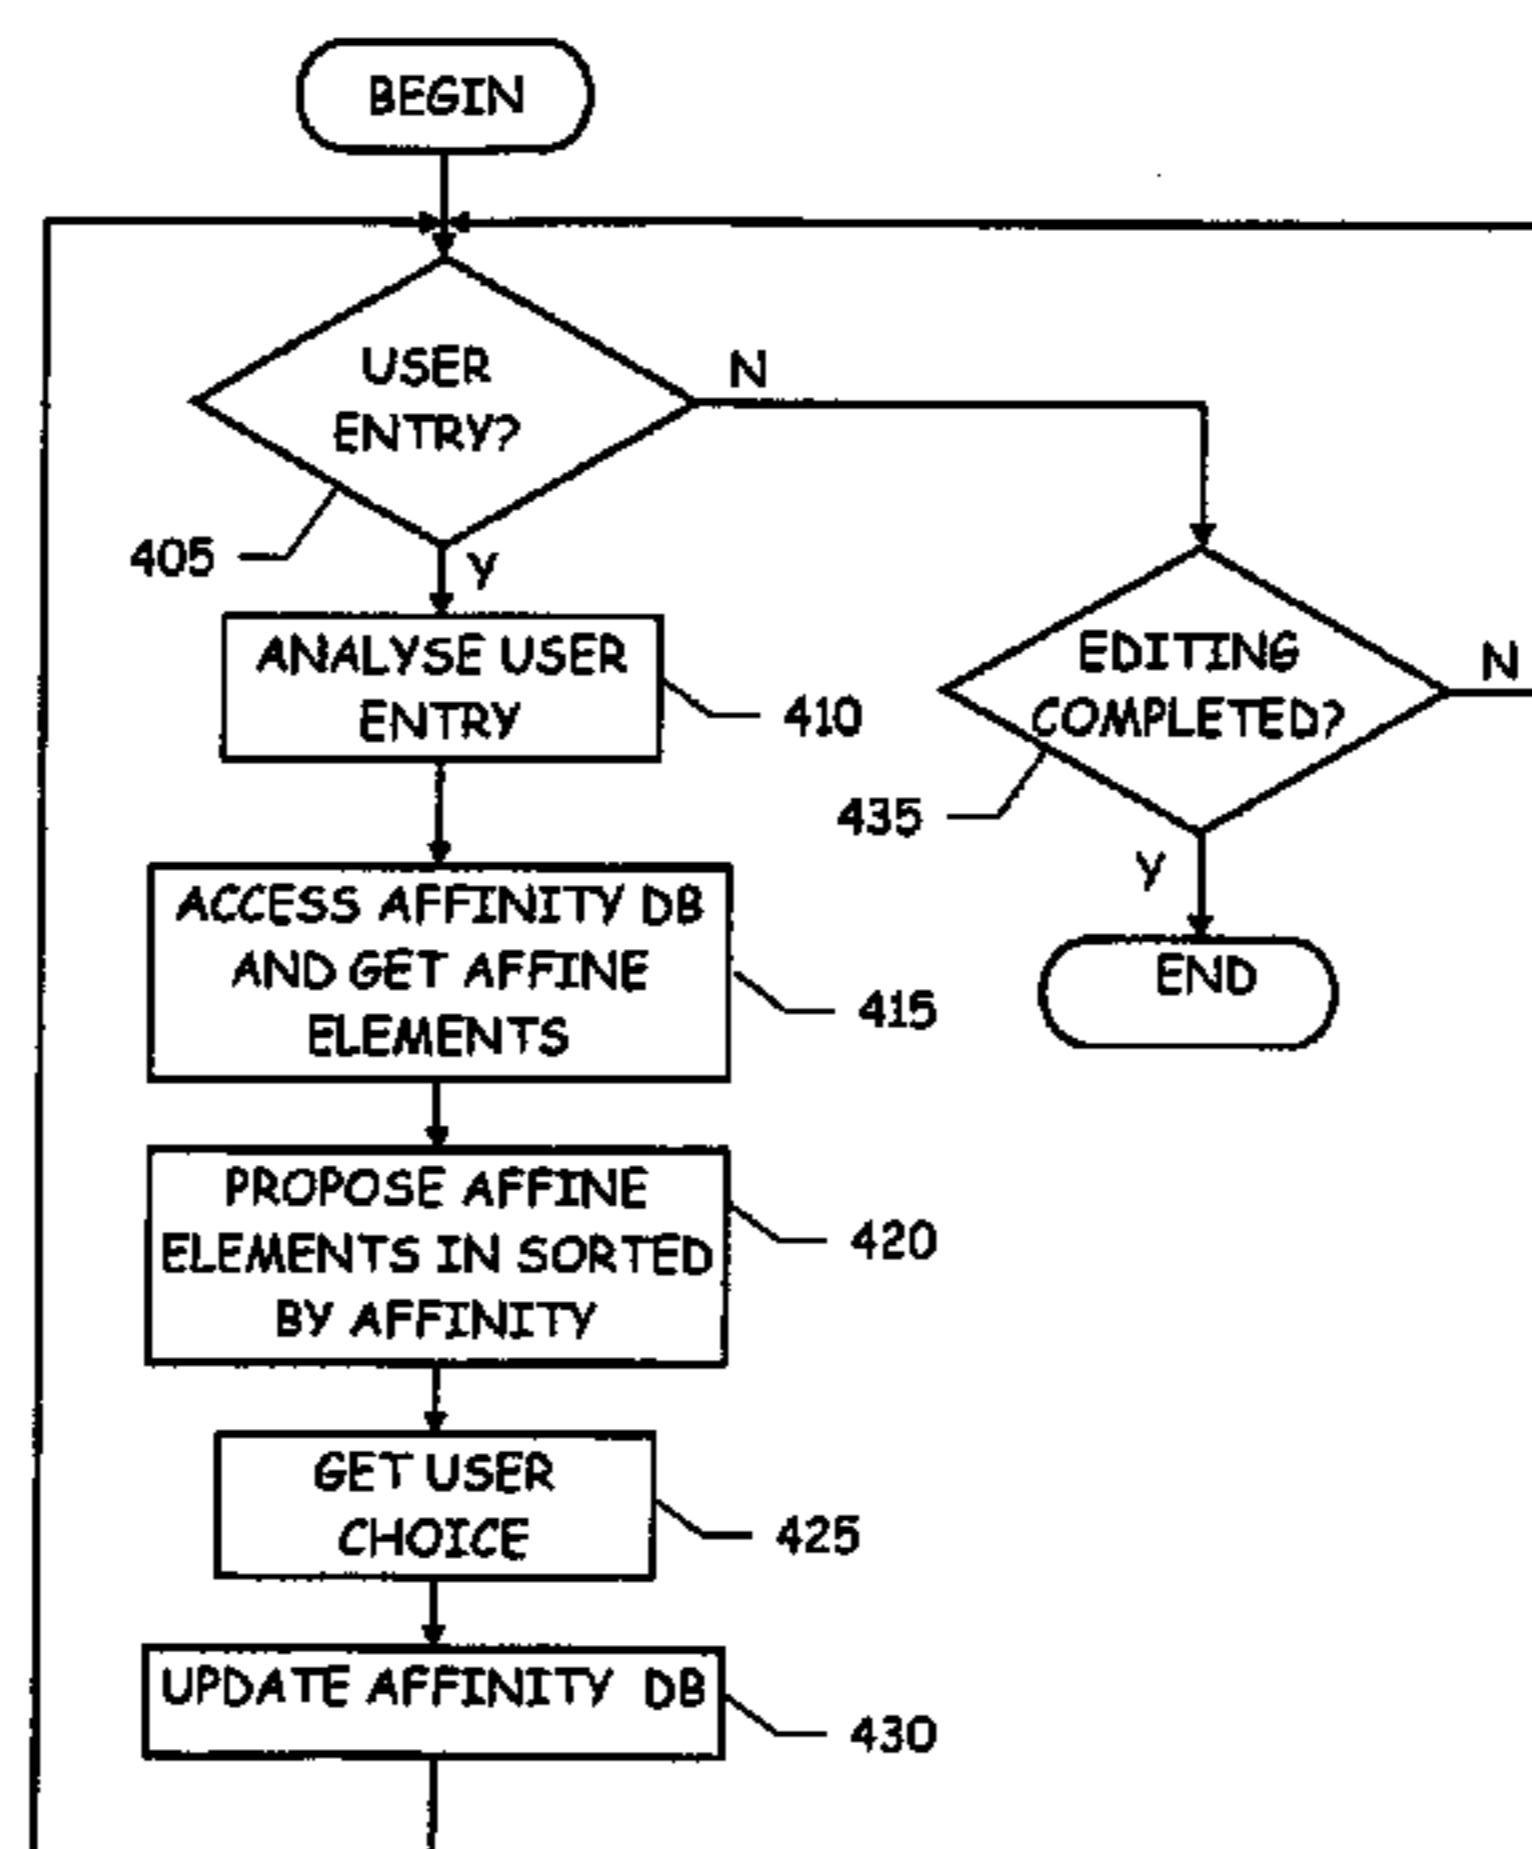 BEGIN
USER
ENTRY?
N
405
Y
ANALYSE USER
ENTRY
410
EDITING
COMPLETED?
N
435
Y
END
ACCESS AFFINITY DB
AND GET AFFINE
ELEMENTS
415
PROPOSE AFFINE
ELEMENTS IN SORTED
BY AFFINITY
420
GET USER
CHOICE
425
UPDATE AFFINITY DB
430